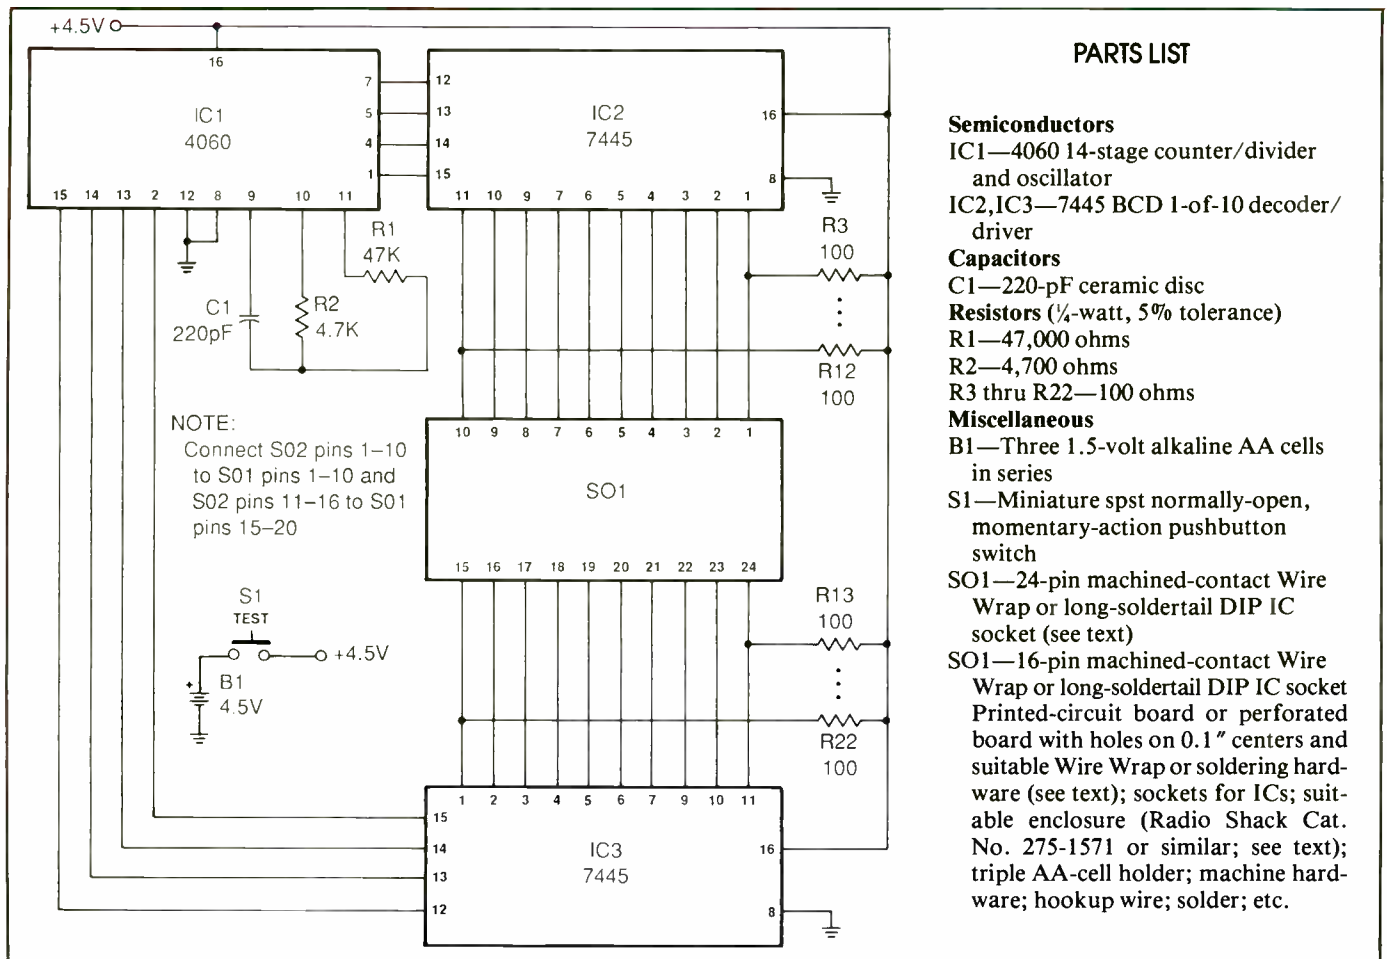 +4.5V
16
IC1
4060
7
5
4
1
15 14 13 2 12 8 9 10 11
12
13
14
15
IC2
7445
16
8
11 10 9 7 6 5 4 3 2 1
R1
47K
C1
220pF
R2
4.7K
R3
100
R12
100
NOTE:
Connect S02 pins 1–10
to S01 pins 1–10 and
S02 pins 11–16 to S01
pins 15–20
10 9 8 7 6 5 4 3 2 1
SO1
15 16 17 18 19 20 21 22 23 24
S1
TEST
+4.5V
+
B1
4.5V
R13
100
R22
100
1 2 3 4 5 6 7 9 10 11
15
14
13
12
IC3
7445
16
8
PARTS LIST
Semiconductors
IC1—4060 14-stage counter/divider
and oscillator
IC2,IC3—7445 BCD 1-of-10 decoder/
driver
Capacitors
C1—220-pF ceramic disc
Resistors (¼-watt, 5% tolerance)
R1—47,000 ohms
R2—4,700 ohms
R3 thru R22—100 ohms
Miscellaneous
B1—Three 1.5-volt alkaline AA cells
in series
S1—Miniature spst normally-open,
momentary-action pushbutton
switch
SO1—24-pin machined-contact Wire
Wrap or long-soldertail DIP IC
socket (see text)
SO1—16-pin machined-contact Wire
Wrap or long-soldertail DIP IC socket
Printed-circuit board or perforated
board with holes on 0.1" centers and
suitable Wire Wrap or soldering hard-
ware (see text); sockets for ICs; suit-
able enclosure (Radio Shack Cat.
No. 275-1571 or similar; see text);
triple AA-cell holder; machine hard-
ware; hookup wire; solder; etc.